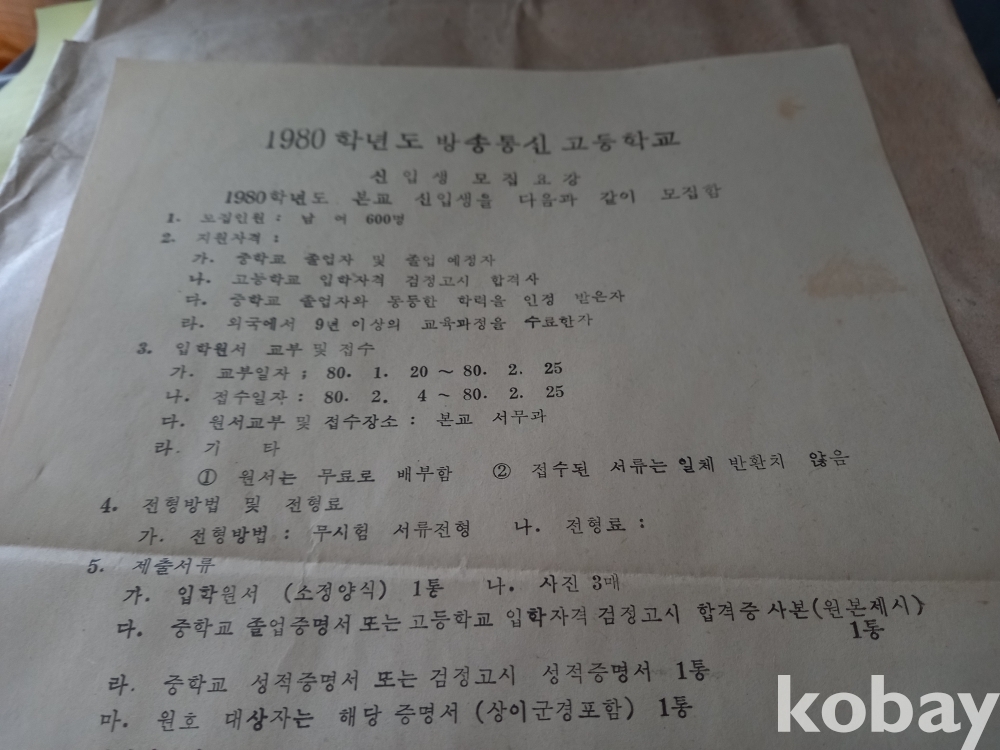 1980 학년도 방송통신 고등학교
신입생 모집요강
1980학년도 본교 신입생을 다음과 같이 모집함
1. 모집인원 : 남 여 600명
2. 지원자격 :
가. 중학교 졸업자 및 졸업 예정자
나. 고등학교 입학자격 검정고시 합격자
다. 중학교 졸업자와 동등한 학력을 인정 받은자
라. 외국에서 9년 이상의 교육과정을 수료한자
3. 입학원서 교부 및 접수
가. 교부일자 ; 80. 1. 20 ~ 80. 2. 25
나. 접수일자 : 80. 2. 4 ~ 80. 2. 25
다. 원서교부 및 접수장소 : 본교 서무과
라. 기 타
① 원서는 무료로 배부함 ② 접수된 서류는 일체 반환치 않음
4. 전형방법 및 전형료
가. 전형방법 : 무시험 서류전형 나. 전형료 :
5. 제출서류
가. 입학원서 (소정양식) 1통 나. 사진 3매
다. 중학교 졸업증명서 또는 고등학교 입학자격 검정고시 합격증 사본(원본제시)
1통
라. 중학교 성적증명서 또는 검정고시 성적증명서 1통
마. 원호 대상자는 해당 증명서 (상이군경포함) 1통
kobay